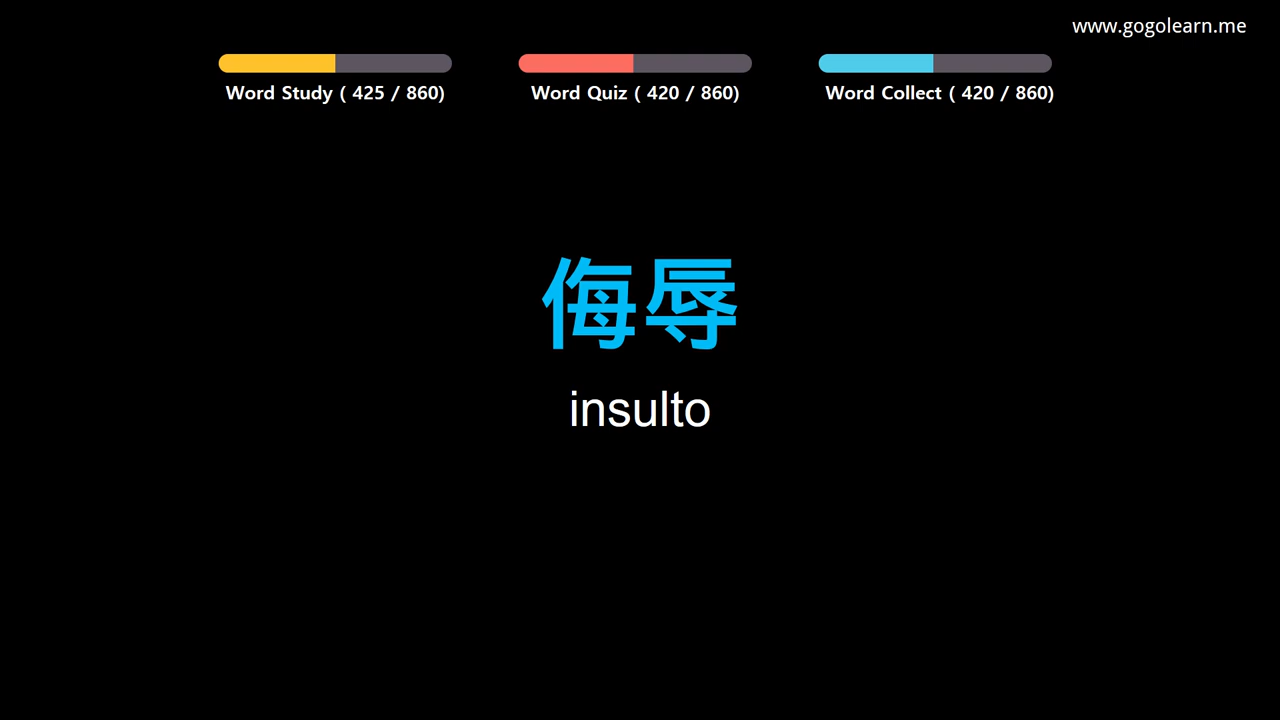 www.gogolearn.me
Word Study ( 425 / 860)
Word Quiz ( 420 / 860)
Word Collect ( 420 / 860)
侮辱
insulto